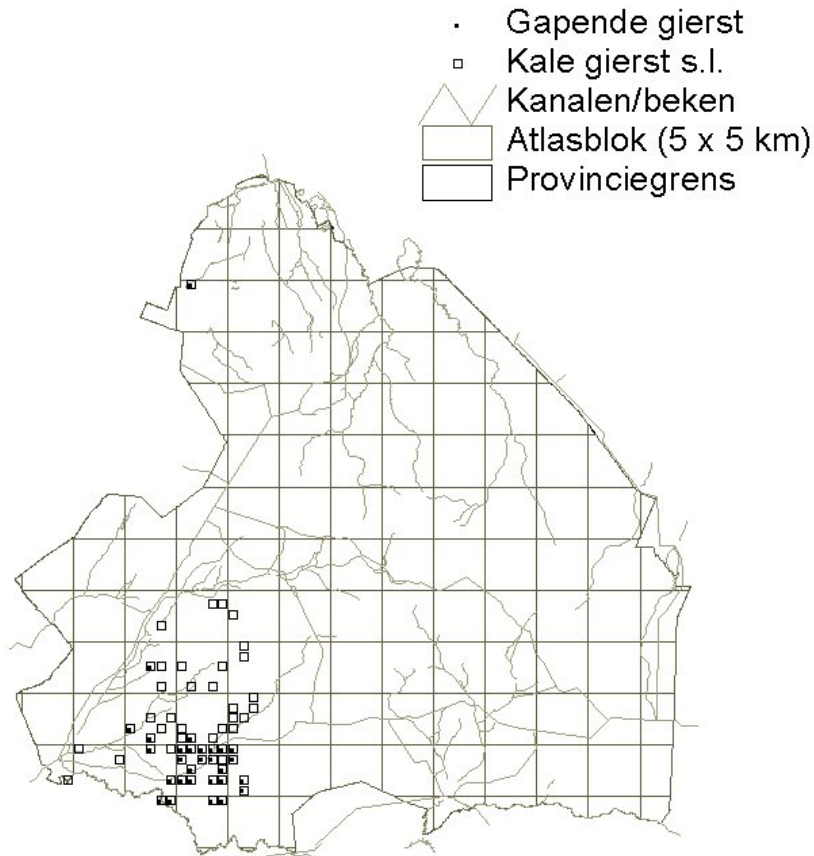 Gapende gierst
Kale gierst s.l.
Kanalen/beken
Atlasblok (5 x 5 km)
Provinciegrens